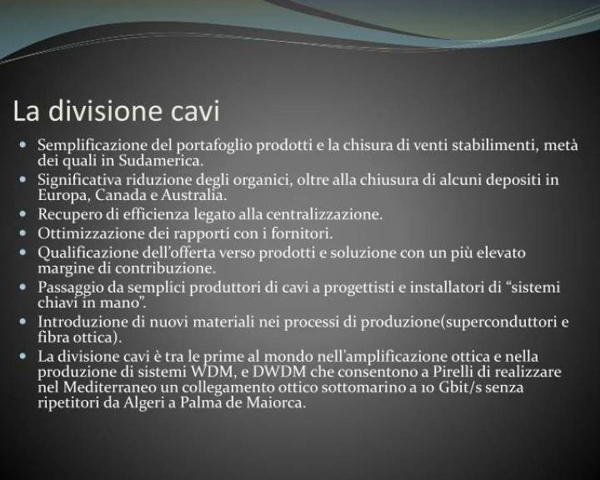 La divisione cavi
Semplificazione del portafoglio prodotti e la chisura di venti stabilimenti, metà
dei quali in Sudamerica.
Significativa riduzione degli organici, oltre alla chiusura di alcuni depositi in
Europa, Canada e Australia.
Recupero di efficienza legato alla centralizzazione.
Ottimizzazione dei rapporti con i fornitori.
Qualificazione dell'offerta verso prodotti e soluzione con un più elevato
margine di contribuzione.
Passaggio da semplici produttori di cavi a progettisti e installatori di “sistemi
chiavi in mano”.
Introduzione di nuovi materiali nei processi di produzione(superconduttori e
fibra ottica).
La divisione cavi è tra le prime al mondo nell'amplificazione ottica e nella
produzione di sistemi WDM, e DWDM che consentono a Pirelli di realizzare
nel Mediterraneo un collegamento ottico sottomarino a 10 Gbit/s senza
ripetitori da Algeri a Palma de Maiorca.